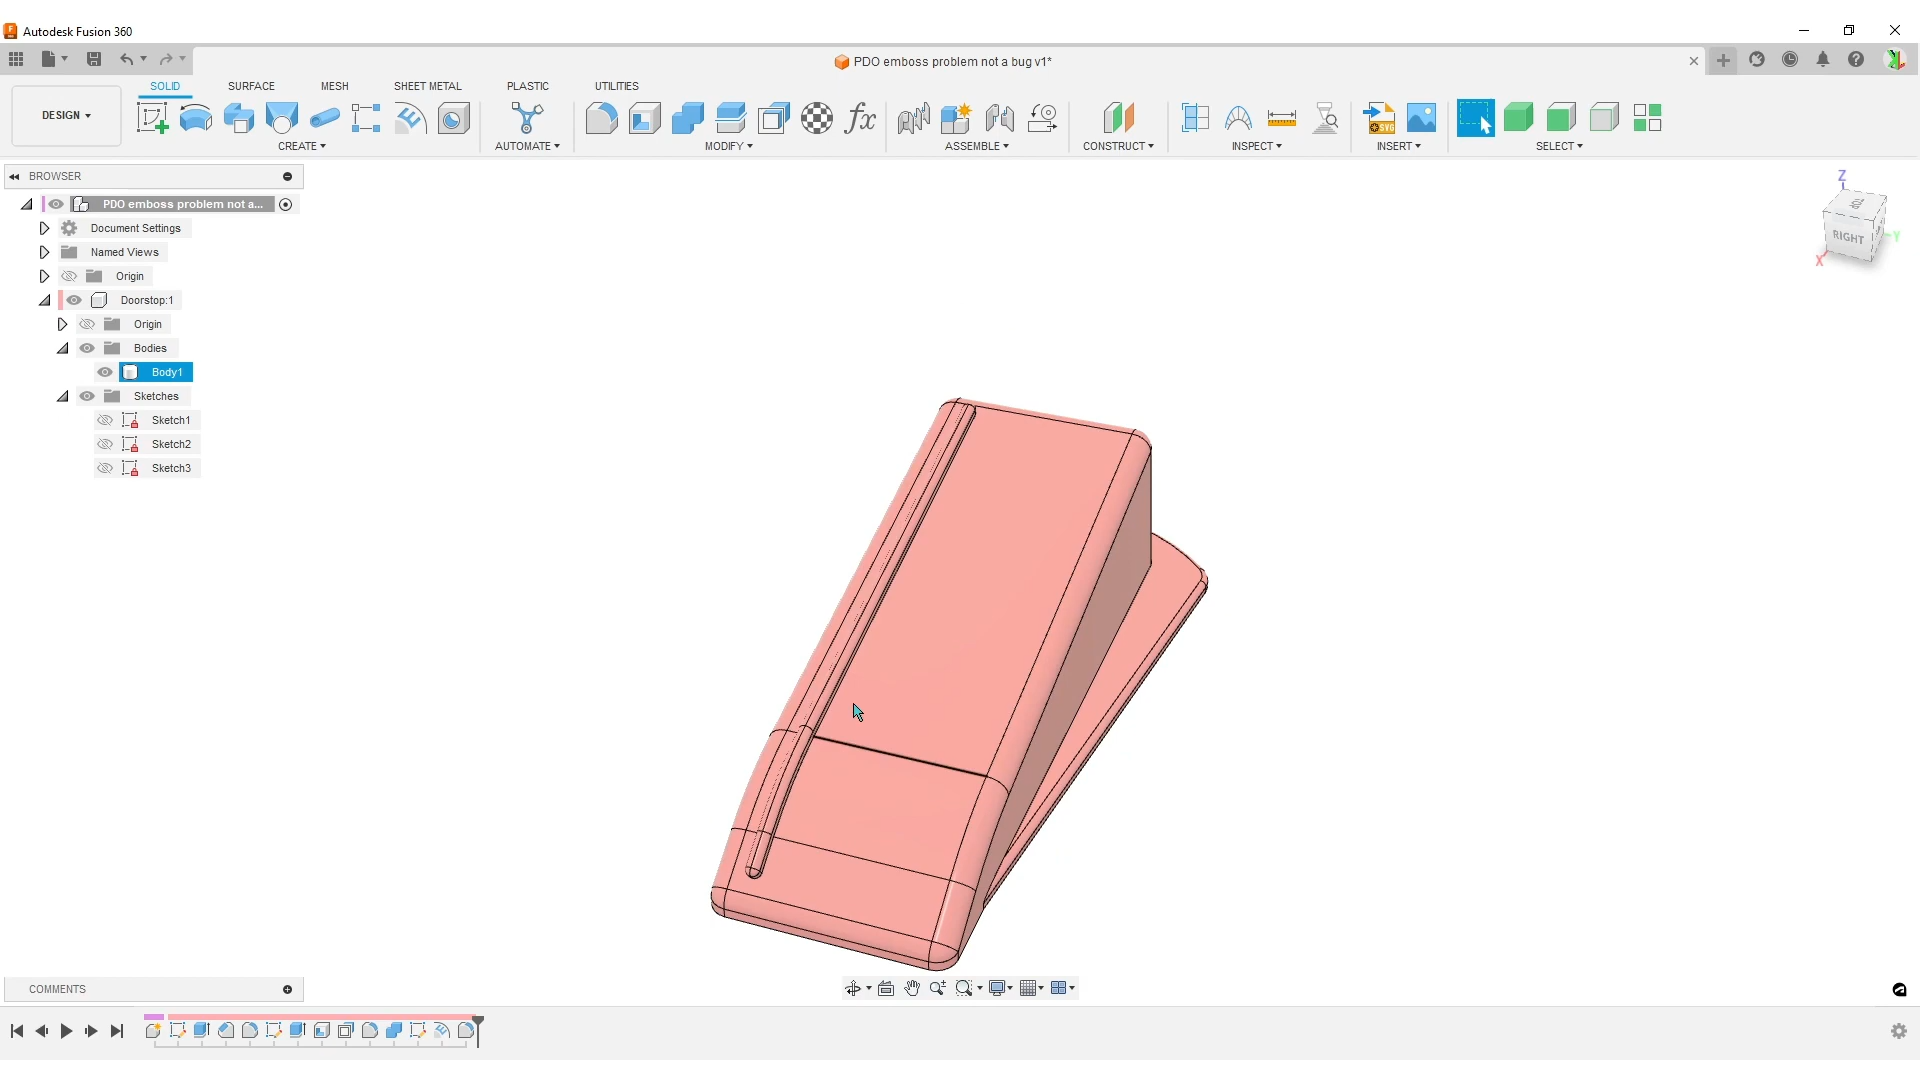 Autodesk Fusion 360
PDO emboss problem not a bug v1*
SOLID SURFACE MESH SHEET METAL PLASTIC UTILITIES
DESIGN
CREATE AUTOMATE MODIFY ASSEMBLE CONSTRUCT INSPECT INSERT SELECT
BROWSER
PDO emboss problem not a...
Document Settings
Named Views
Origin
Doorstop:1
Origin
Bodies
Body1
Sketches
Sketch1
Sketch2
Sketch3
Z
TOP
RIGHT
Y
X
COMMENTS